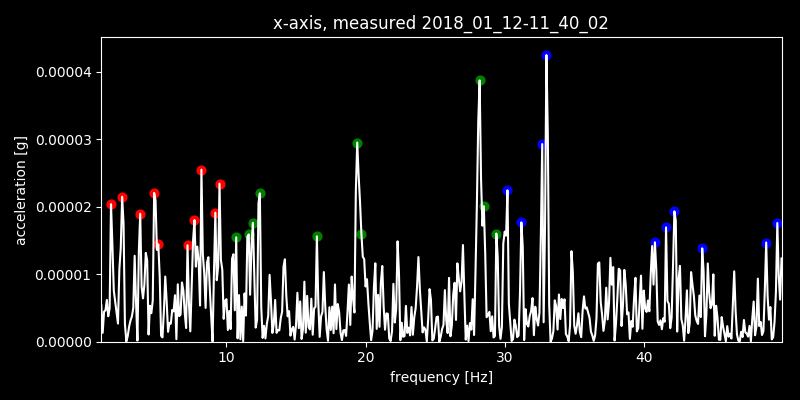 x-axis, measured 2018_01_12-11_40_02
acceleration [g]
0.00004
0.00003
0.00002
0.00001
0.00000
10 20 30 40
frequency [Hz]